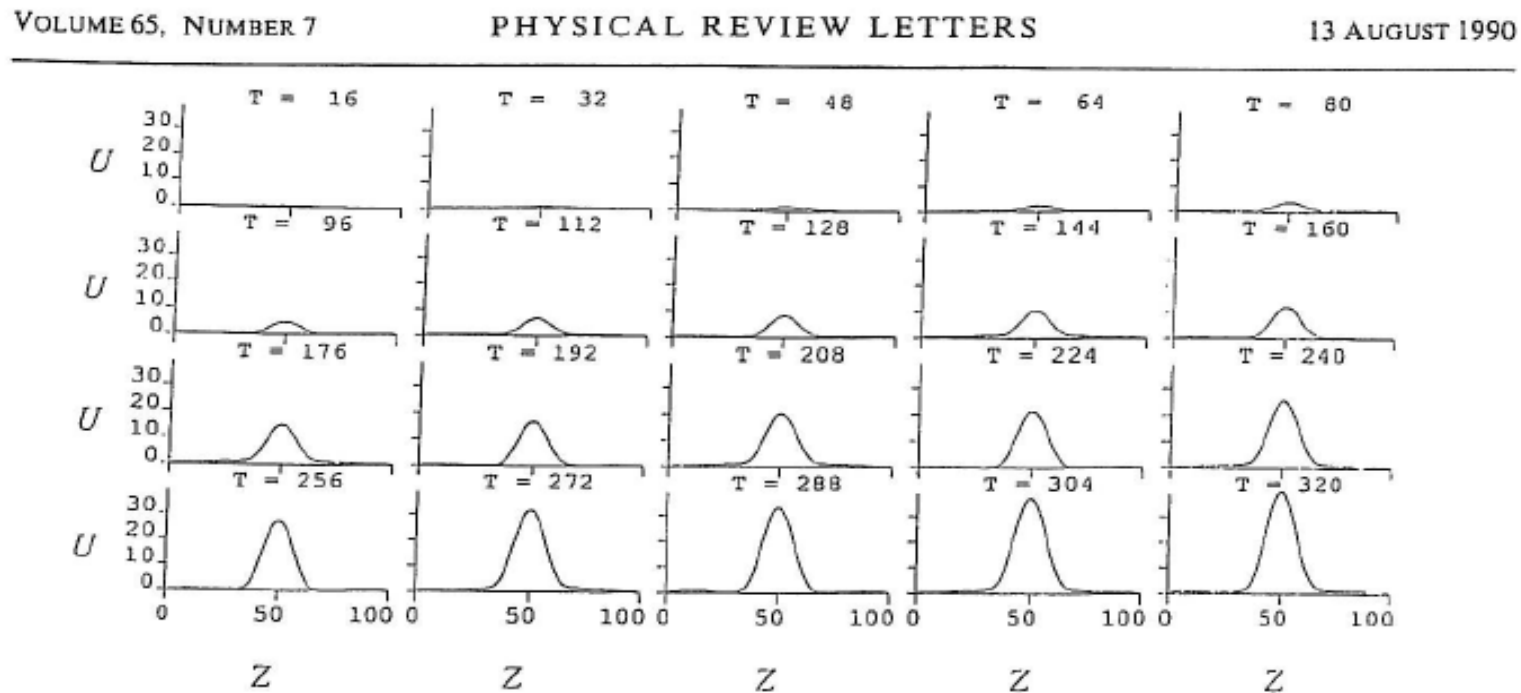 VOLUME 65, NUMBER 7 PHYSICAL REVIEW LETTERS 13 AUGUST 1990
T = 16 T = 32 T = 48 T = 64 T = 80
30
20
U
10
0
T = 96 T = 112 T = 128 T = 144 T = 160
30
20
U
10
0
T = 176 T = 192 T = 208 T = 224 T = 240
30
20
U
10
0
T = 256 T = 272 T = 288 T = 304 T = 320
30
20
U
10
0
0 50 100 0 50 100 0 50 100 0 50 100 0 50 100
Z Z Z Z Z